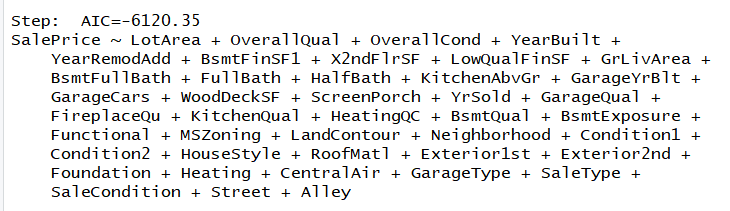 Step:  AIC=-6120.35
SalePrice ~ LotArea + OverallQual + OverallCond + YearBuilt +
YearRemodAdd + BsmtFinSF1 + X2ndFlrSF + LowQualFinSF + GrLivArea +
BsmtFullBath + FullBath + HalfBath + KitchenAbvGr + GarageYrBlt +
GarageCars + WoodDeckSF + ScreenPorch + YrSold + GarageQual +
FireplaceQu + KitchenQual + HeatingQC + BsmtQual + BsmtExposure +
Functional + MSZoning + LandContour + Neighborhood + Condition1 +
Condition2 + HouseStyle + RoofMatl + Exterior1st + Exterior2nd +
Foundation + Heating + CentralAir + GarageType + SaleType +
SaleCondition + Street + Alley